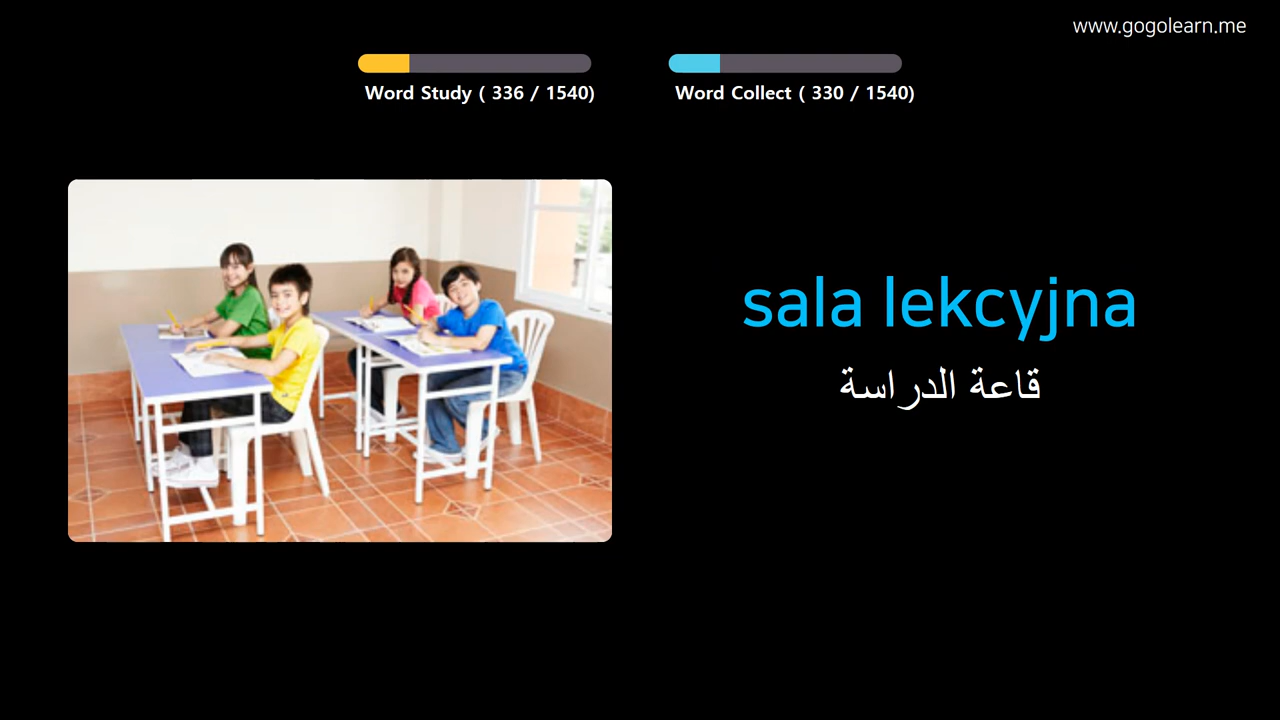 www.gogolearn.me
Word Study ( 336 / 1540)
Word Collect ( 330 / 1540)
sala lekcyjna
قاعة الدراسة